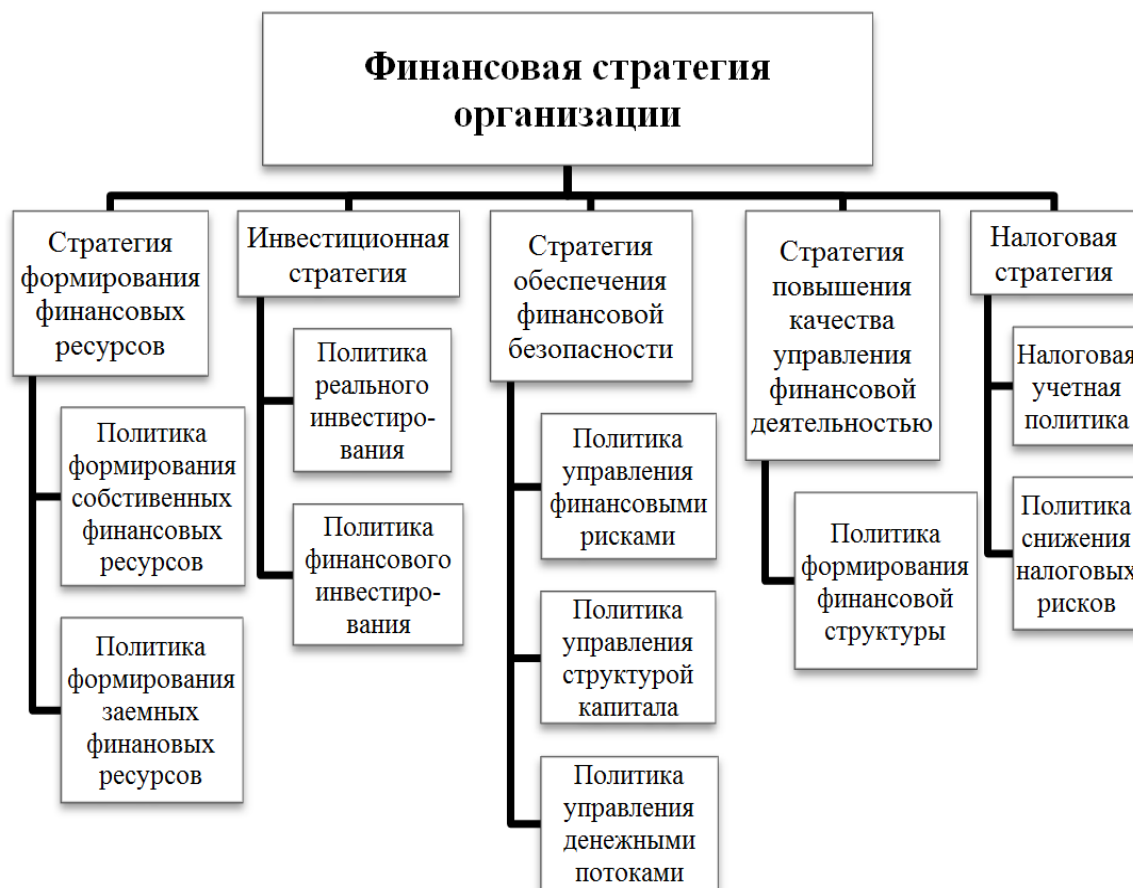 Финансовая стратегия
организации
Стратегия
формирования
финансовых
ресурсов
Политика
формирования
собстивенных
финансовых
ресурсов
Политика
формирования
заемных
финановых
ресурсов
Инвестиционная
стратегия
Политика
реального
инвестиро-
вания
Политика
финансового
инвестиро-
вания
Стратегия
обеспечения
финансовой
безопасности
Политика
управления
финансовыми
рисками
Политика
управления
структурой
капитала
Политика
управления
денежными
потоками
Стратегия
повышения
качества
управления
финансовой
деятельностью
Политика
формирования
финансовой
структуры
Налоговая
стратегия
Налоговая
учетная
политика
Политика
снижения
налоговых
рисков